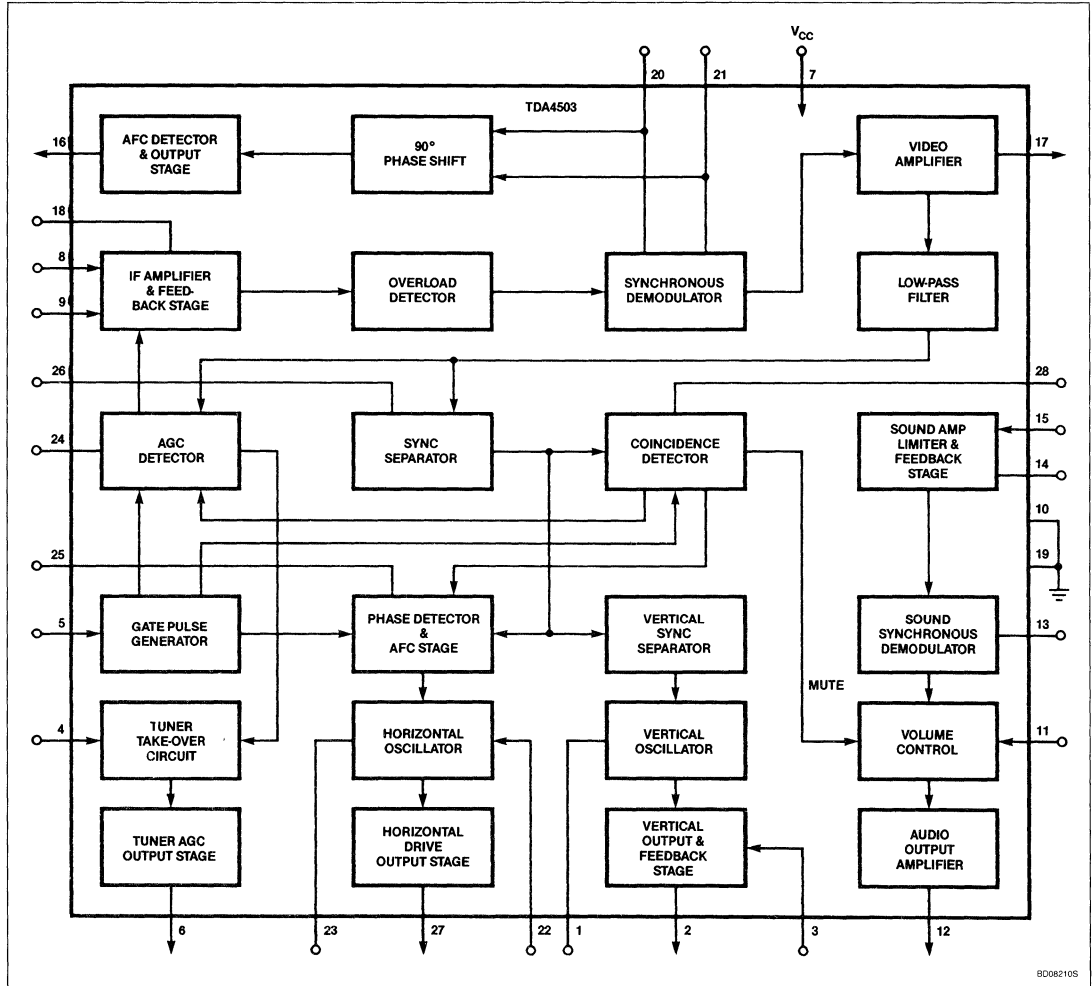 VCC
20
21
7
TDA4503
16
AFC DETECTOR
& OUTPUT
STAGE
90°
PHASE SHIFT
VIDEO
AMPLIFIER
17
18
8
9
IF AMPLIFIER
& FEED-
BACK STAGE
OVERLOAD
DETECTOR
SYNCHRONOUS
DEMODULATOR
LOW-PASS
FILTER
26
28
24
AGC
DETECTOR
SYNC
SEPARATOR
COINCIDENCE
DETECTOR
SOUND AMP
LIMITER &
FEEDBACK
STAGE
15
14
10
19
25
5
GATE PULSE
GENERATOR
PHASE DETECTOR
&
AFC STAGE
VERTICAL
SYNC
SEPARATOR
SOUND
SYNCHRONOUS
DEMODULATOR
13
MUTE
4
TUNER
TAKE-OVER
CIRCUIT
HORIZONTAL
OSCILLATOR
VERTICAL
OSCILLATOR
VOLUME
CONTROL
11
TUNER AGC
OUTPUT STAGE
HORIZONTAL
DRIVE
OUTPUT STAGE
VERTICAL
OUTPUT &
FEEDBACK
STAGE
AUDIO
OUTPUT
AMPLIFIER
6
23
27
22
1
2
3
12
BD08210S